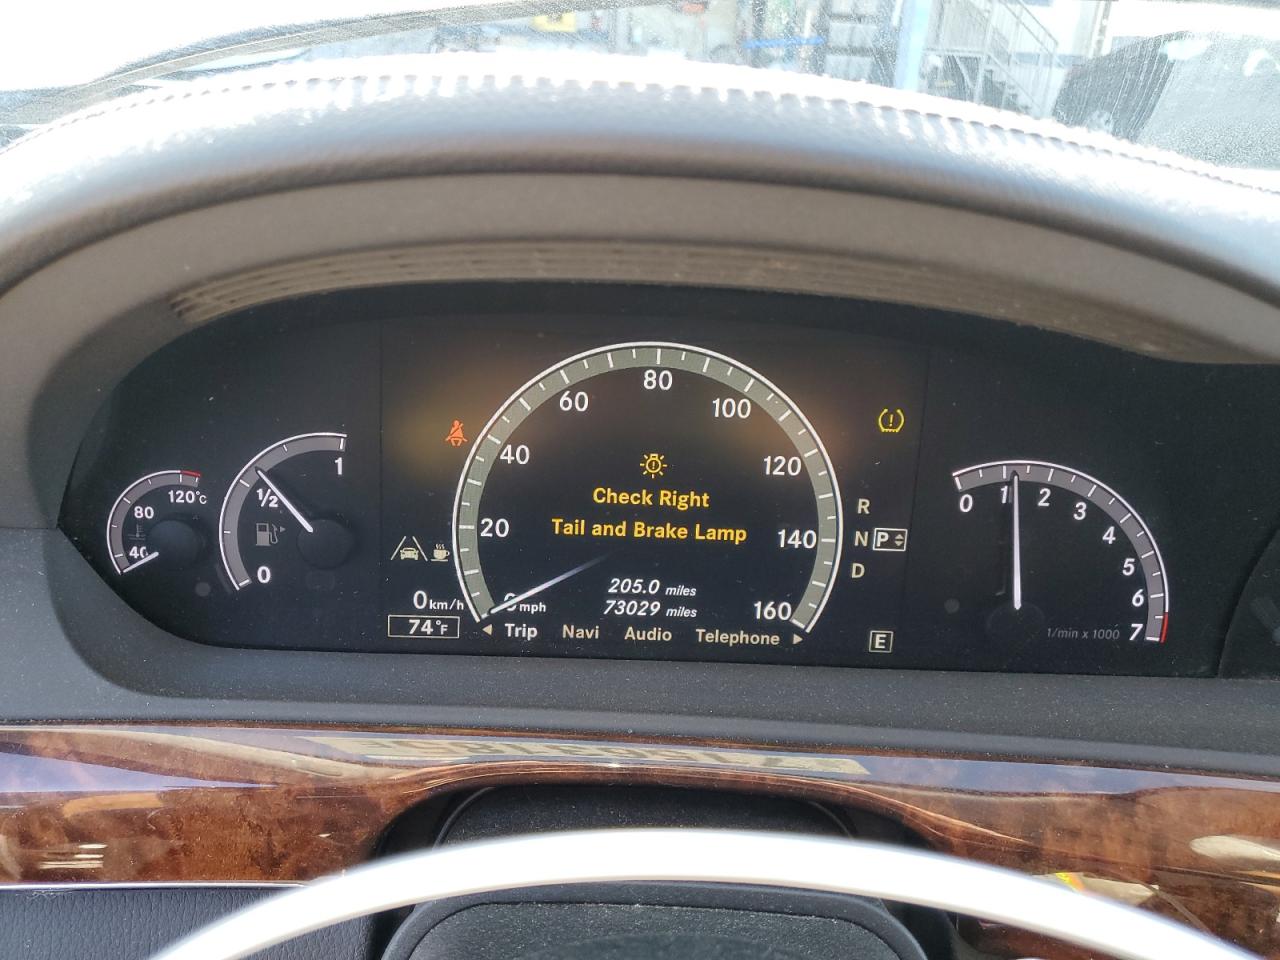 80
60
100
40
120
1
120°C
1/2
80
Check Right
0
1
2
3
20
Tail and Brake Lamp
140
R
N P
D
4
40
5
0
205.0 miles
6
0 km/h
mph
73029 miles
160
7
74°F
Trip Navi Audio Telephone
E
1/min x 1000